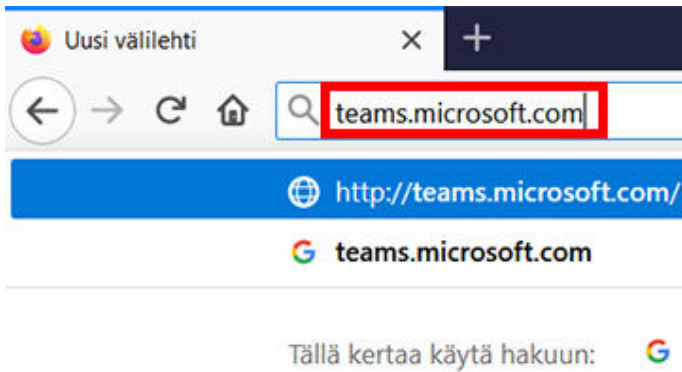 Uusi välilehti
teams.microsoft.com
http://teams.microsoft.com/
teams.microsoft.com
Tällä kertaa käytä hakuun: